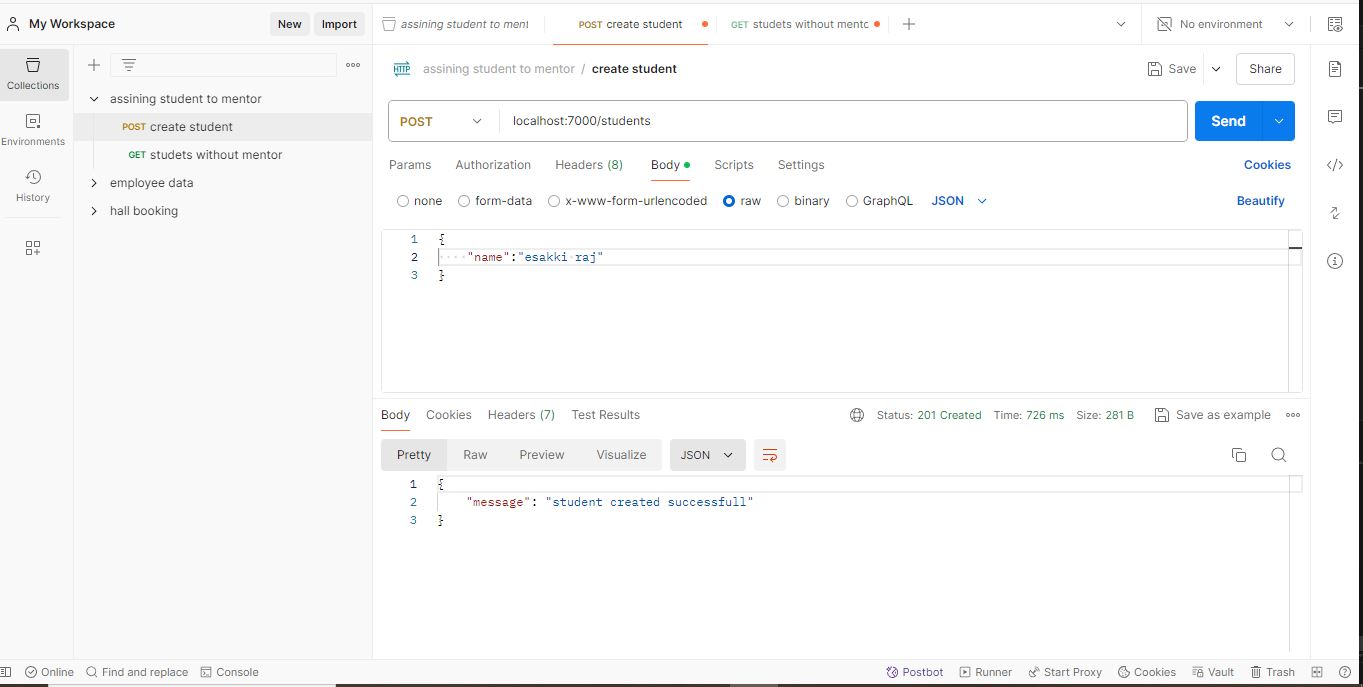 My Workspace New Import assining student to ment POST create student GET studets without mentc No environment
Collections
Environments
History
assining student to mentor
POST create student
GET studets without mentor
employee data
hall booking
HTTP assining student to mentor / create student Save Share
POST localhost:7000/students Send
Params Authorization Headers (8) Body Scripts Settings Cookies
none form-data x-www-form-urlencoded raw binary GraphQL JSON Beautify
1 {
2 "name":"esakki raj"
3 }
Body Cookies Headers (7) Test Results Status: 201 Created Time: 726 ms Size: 281 B Save as example
Pretty Raw Preview Visualize JSON
1 {
2 "message": "student created successfull"
3 }
Online Find and replace Console Postbot Runner Start Proxy Cookies Vault Trash